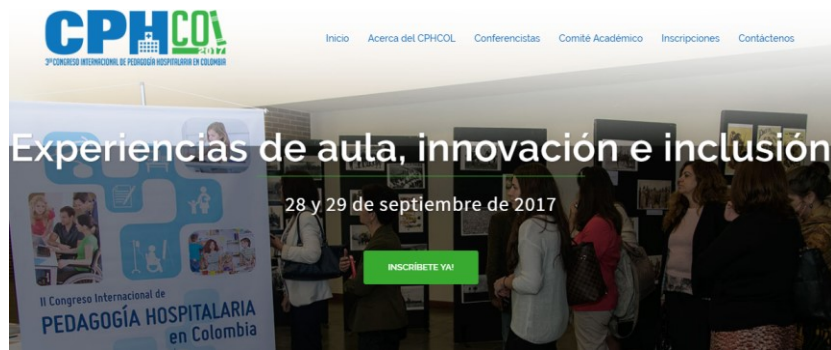 CPHCOL
2017
3er CONGRESO INTERNACIONAL DE PEDAGOGÍA HOSPITALARIA EN COLOMBIA
Inicio Acerca del CPHCOL Conferencistas Comité Académico Inscripciones Contáctenos
Experiencias de aula, innovación e inclusión
28 y 29 de septiembre de 2017
INSCRÍBETE YA!
II Congreso Internacional de
PEDAGOGÍA HOSPITALARIA
en Colombia